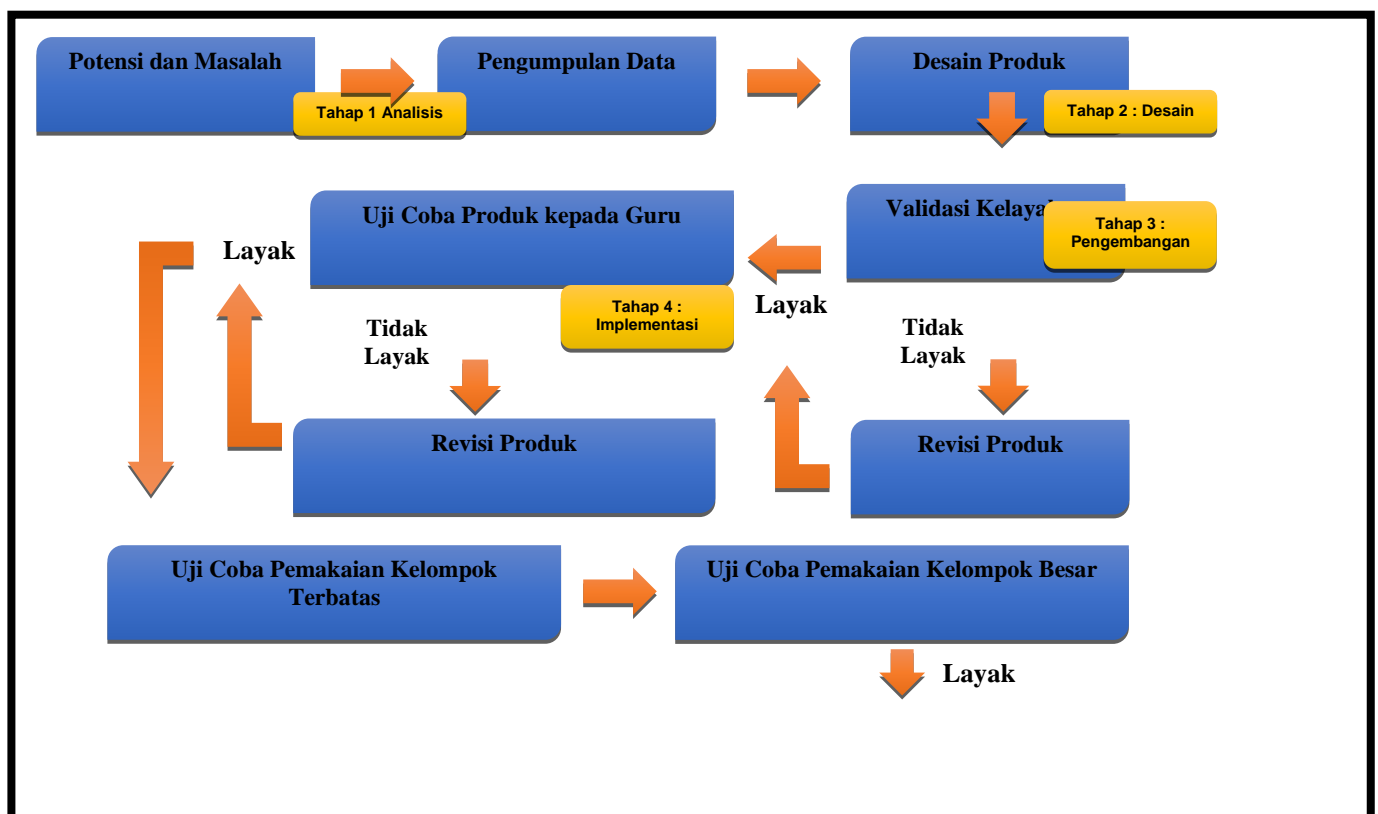 Potensi dan Masalah
Pengumpulan Data
Desain Produk
Tahap 1 Analisis
Tahap 2 : Desain
Uji Coba Produk kepada Guru
Validasi
Tahap 3 :
Pengembangan
Layak
Tahap 4 :
Implementasi
Layak
Tidak
Layak
Tidak
Layak
Revisi Produk
Revisi Produk
Uji Coba Pemakaian Kelompok
Terbatas
Uji Coba Pemakaian Kelompok Besar
Layak